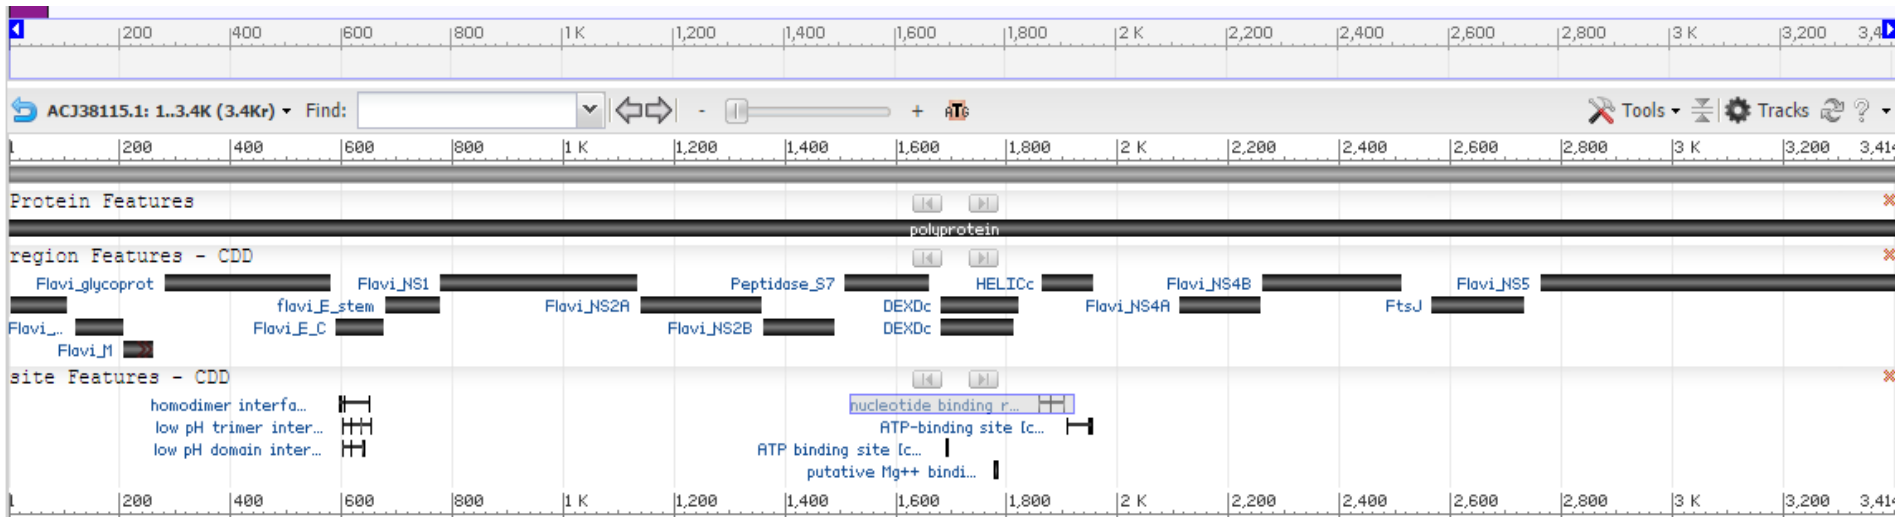 200 400 600 800 1K 1,200 1,400 1,600 1,800 2 K 2,200 2,400 2,600 2,800 3 K 3,200 3,4
ACJ38115.1: 1..3.4K (3.4Kr) Find: - + ATG Tools Tracks ?
1 200 400 600 800 1 K 1,200 1,400 1,600 1,800 2 K 2,200 2,400 2,600 2,800 3 K 3,200 3,414
Protein Features
polyprotein
region Features - CDD
Flavi_glycoprot Flavi_NS1 Peptidase_S7 HELICc Flavi_NS4B Flavi_NS5
flavi_E_stem Flavi_NS2A DEXDc Flavi_NS4A FtsJ
Flavi_... Flavi_E_C Flavi_NS2B DEXDc
Flavi_M
site Features - CDD
homodimer interfa... nucleotide binding r...
low pH trimer inter... ATP-binding site [c...
low pH domain inter... ATP binding site [c...
putative Mg++ bindi...
1 200 400 600 800 1 K 1,200 1,400 1,600 1,800 2 K 2,200 2,400 2,600 2,800 3 K 3,200 3,414